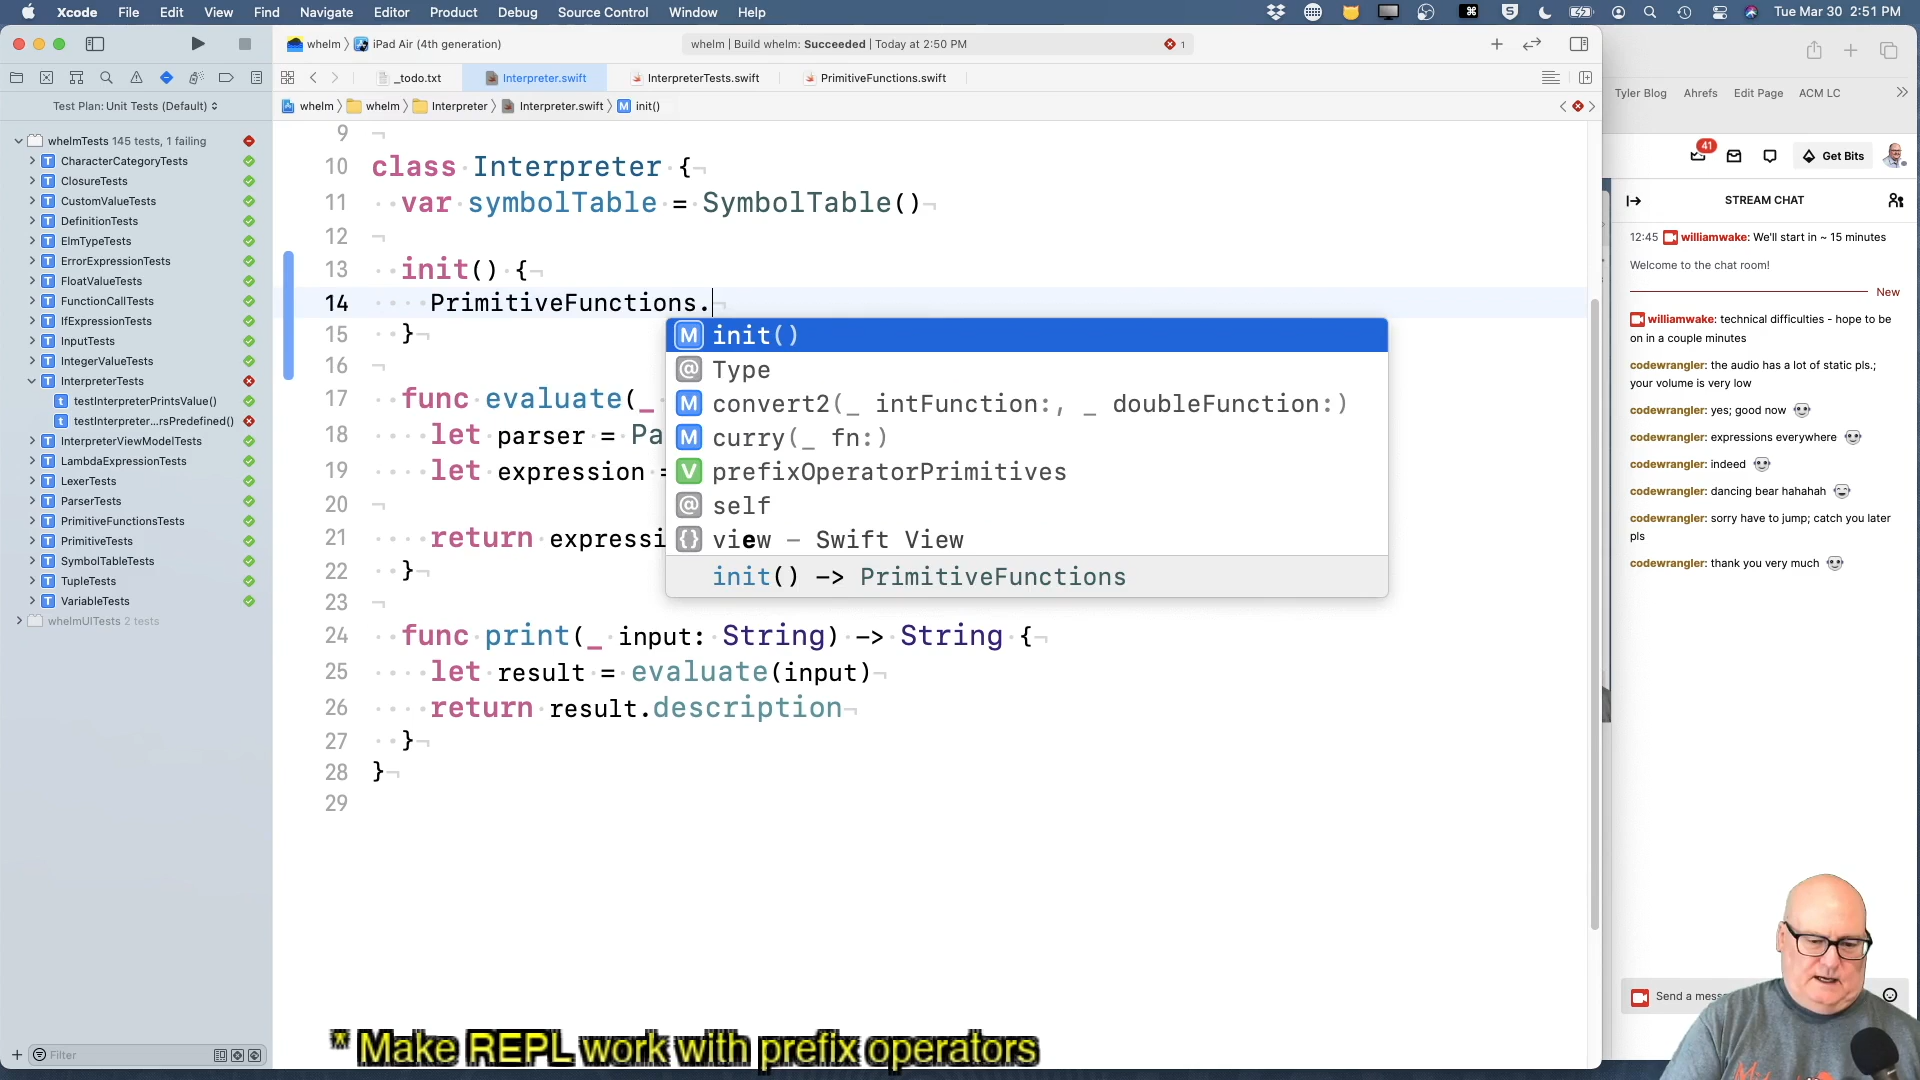 Xcode File Edit View Find Navigate Editor Product Debug Source Control Window Help
Tue Mar 30 2:51 PM
whelm iPad Air (4th generation)
whelm | Build whelm: Succeeded | Today at 2:50 PM
1
_todo.txt
Interpreter.swift
InterpreterTests.swift
PrimitiveFunctions.swift
Test Plan: Unit Tests (Default)
whelm whelm Interpreter Interpreter.swift M init()
whelmTests 145 tests, 1 failing
T CharacterCategoryTests
T ClosureTests
T CustomValueTests
T DefinitionTests
T ElmTypeTests
T ErrorExpressionTests
T FloatValueTests
T FunctionCallTests
T IfExpressionTests
T InputTests
T IntegerValueTests
T InterpreterTests
t testInterpreterPrintsValue()
t testInterpreter...rsPredefined()
T InterpreterViewModelTests
T LambdaExpressionTests
T LexerTests
T ParserTests
T PrimitiveFunctionsTests
T PrimitiveTests
T SymbolTableTests
T TupleTests
T VariableTests
whelmUITests 2 tests
Filter
9
10 class Interpreter {
11 var symbolTable = SymbolTable()
12
13 init() {
14 PrimitiveFunctions.
15 }
16
17 func evaluate(_
18 let parser = Pa
19 let expression =
20
21 return expressi
22 }
23
24 func print(_ input: String) -> String {
25 let result = evaluate(input)
26 return result.description
27 }
28 }
29
M init()
@ Type
M convert2(_ intFunction:, _ doubleFunction:)
M curry(_ fn:)
V prefixOperatorPrimitives
@ self
{} view — Swift View
init() -> PrimitiveFunctions
* Make REPL work with prefix operators
Tyler Blog Ahrefs Edit Page ACM LC
41
Get Bits
STREAM CHAT
12:45 williamwake: We'll start in ~ 15 minutes
Welcome to the chat room!
New
williamwake: technical difficulties - hope to
be on in a couple minutes
codewrangler: the audio has a lot of static pls.;
your volume is very low
codewrangler: yes; good now
codewrangler: expressions everywhere
codewrangler: indeed
codewrangler: dancing bear hahahah
codewrangler: sorry have to jump; catch you later
pls
codewrangler: thank you very much